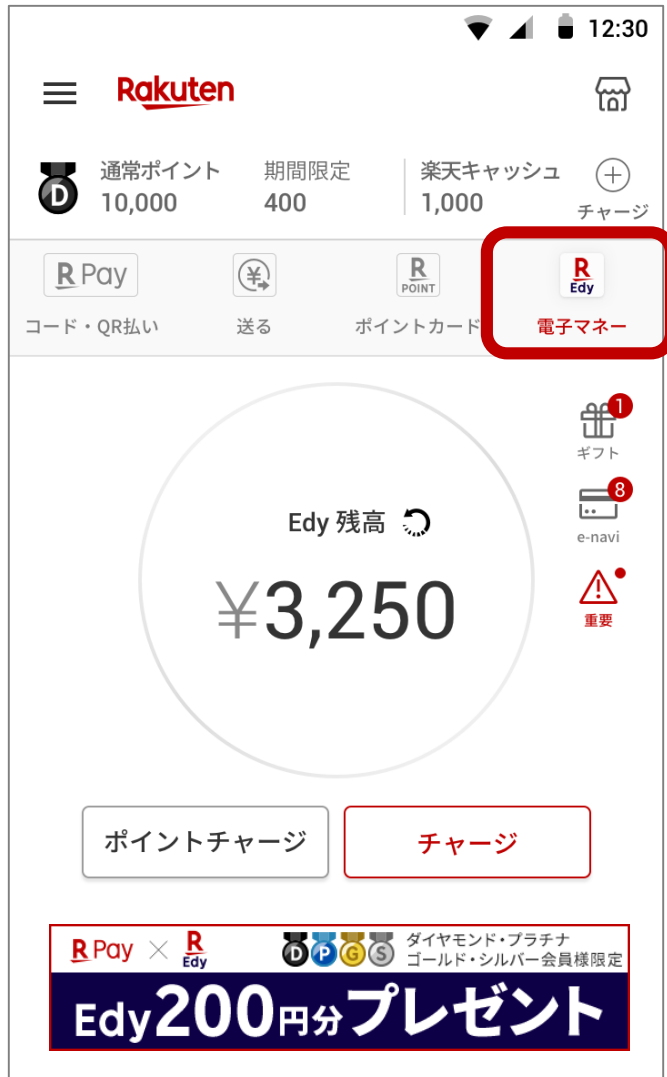 12:30
Rakuten
D 通常ポイント 期間限定 楽天キャッシュ
10,000 400 1,000 チャージ
R Pay ¥ R POINT R Edy
コード・QR払い 送る ポイントカード 電子マネー
1
ギフト
8
e-navi
重要
Edy 残高
¥3,250
ポイントチャージ チャージ
R Pay × R Edy D P G S ダイヤモンド・プラチナ
ゴールド・シルバー会員様限定
Edy200円分プレゼント